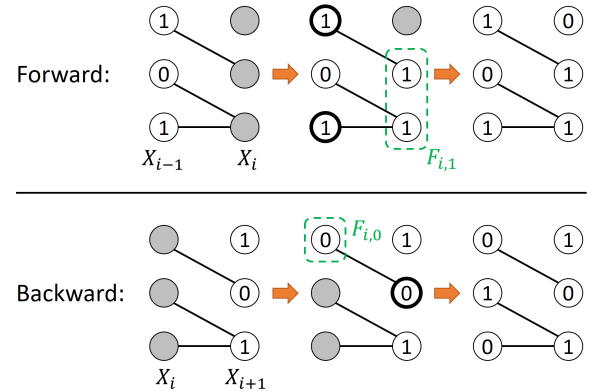 1 1 1 0
Forward: 0 0 1 0 1
1 1 1 1 1
X_{i-1} X_i F_{i,1}
1 0 1 0 1
F_{i,0}
Backward: 0 0 1 0
1 1 0 1
X_i X_{i+1}